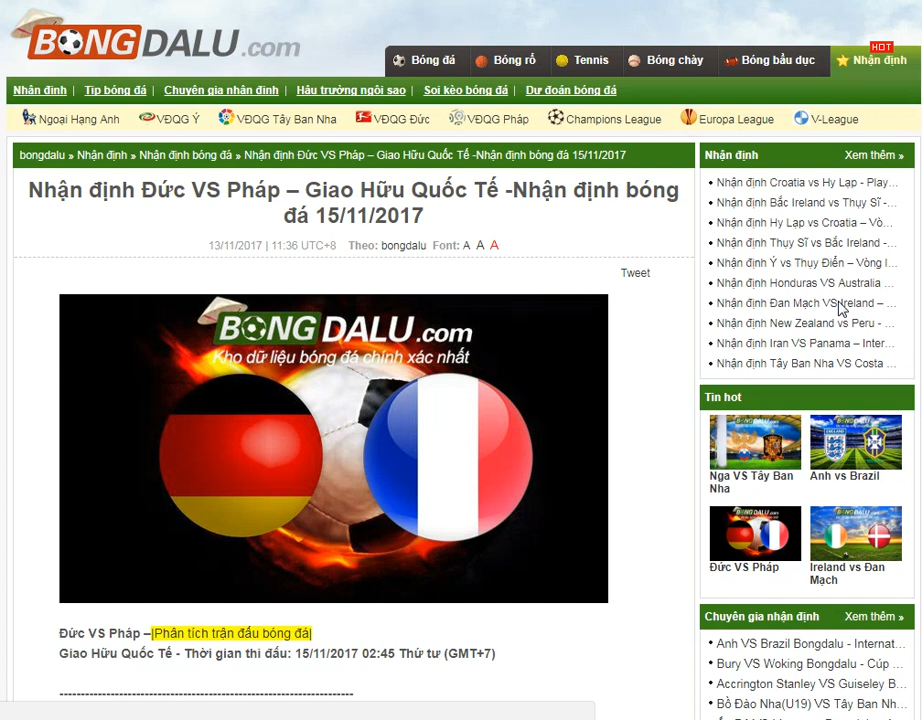 BONGDALU.com
HOT
Bóng đá
Bóng rổ
Tennis
Bóng chày
Bóng bầu dục
Nhận định
Nhận định | Tip bóng đá | Chuyên gia nhận định | Hậu trường ngôi sao | Soi kèo bóng đá | Dự đoán bóng đá
Ngoại Hạng Anh
VĐQG Ý
VĐQG Tây Ban Nha
VĐQG Đức
VĐQG Pháp
Champions League
Europa League
V-League
bongdalu » Nhận định » Nhận định bóng đá » Nhận định Đức VS Pháp – Giao Hữu Quốc Tế -Nhận định bóng đá 15/11/2017
Nhận định Đức VS Pháp – Giao Hữu Quốc Tế -Nhận định bóng
đá 15/11/2017
13/11/2017 | 11:36 UTC+8 Theo: bongdalu Font: A A A
Tweet
BONGDALU.com
Kho dữ liệu bóng đá chính xác nhất
Đức VS Pháp –|Phân tích trận đấu bóng đá|
Giao Hữu Quốc Tế - Thời gian thi đấu: 15/11/2017 02:45 Thứ tư (GMT+7)
--------------------------------------------------------------------
Nhận định
Xem thêm »
Nhận định Croatia vs Hy Lạp - Play...
Nhận định Bắc Ireland vs Thụy Sĩ -...
Nhận định Hy Lạp vs Croatia – Vò...
Nhận định Thụy Sĩ vs Bắc Ireland -...
Nhận định Ý vs Thụy Điển – Vòng l...
Nhận định Honduras VS Australia ...
Nhận định Đan Mạch VS Ireland – ...
Nhận định New Zealand vs Peru - ...
Nhận định Iran VS Panama – Inter...
Nhận định Tây Ban Nha VS Costa ...
Tin hot
BONGDALU.com
BONGDALU.com
Nga VS Tây Ban
Nha
Anh vs Brazil
BONGDALU.com
BONGDALU.com
Đức VS Pháp
Ireland vs Đan
Mạch
Chuyên gia nhận định
Xem thêm »
Anh VS Brazil Bongdalu - Internat...
Bury VS Woking Bongdalu - Cúp ...
Accrington Stanley VS Guiseley B...
Bồ Đào Nha(U19) VS Tây Ban Nh...